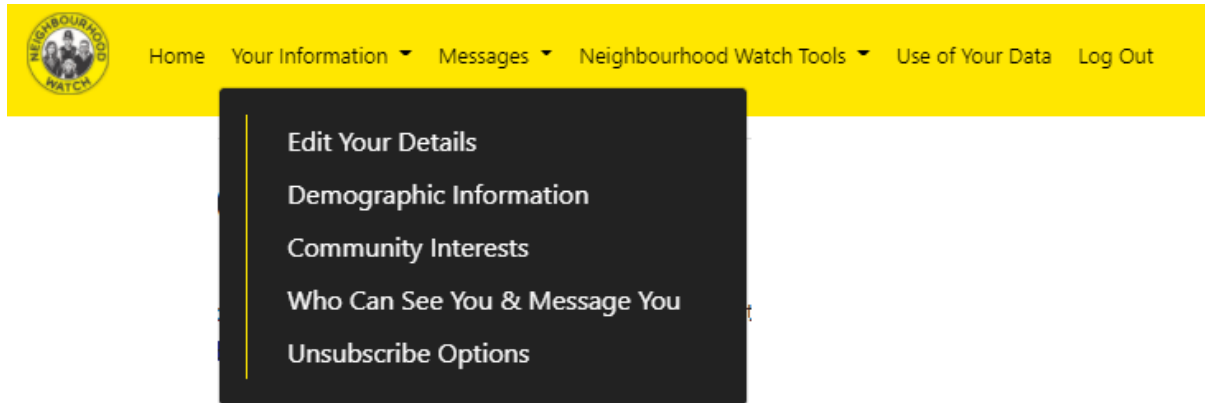 NEIGHBOURHOOD
WATCH
Home Your Information Messages Neighbourhood Watch Tools Use of Your Data Log Out
Edit Your Details
Demographic Information
Community Interests
Who Can See You & Message You
Unsubscribe Options